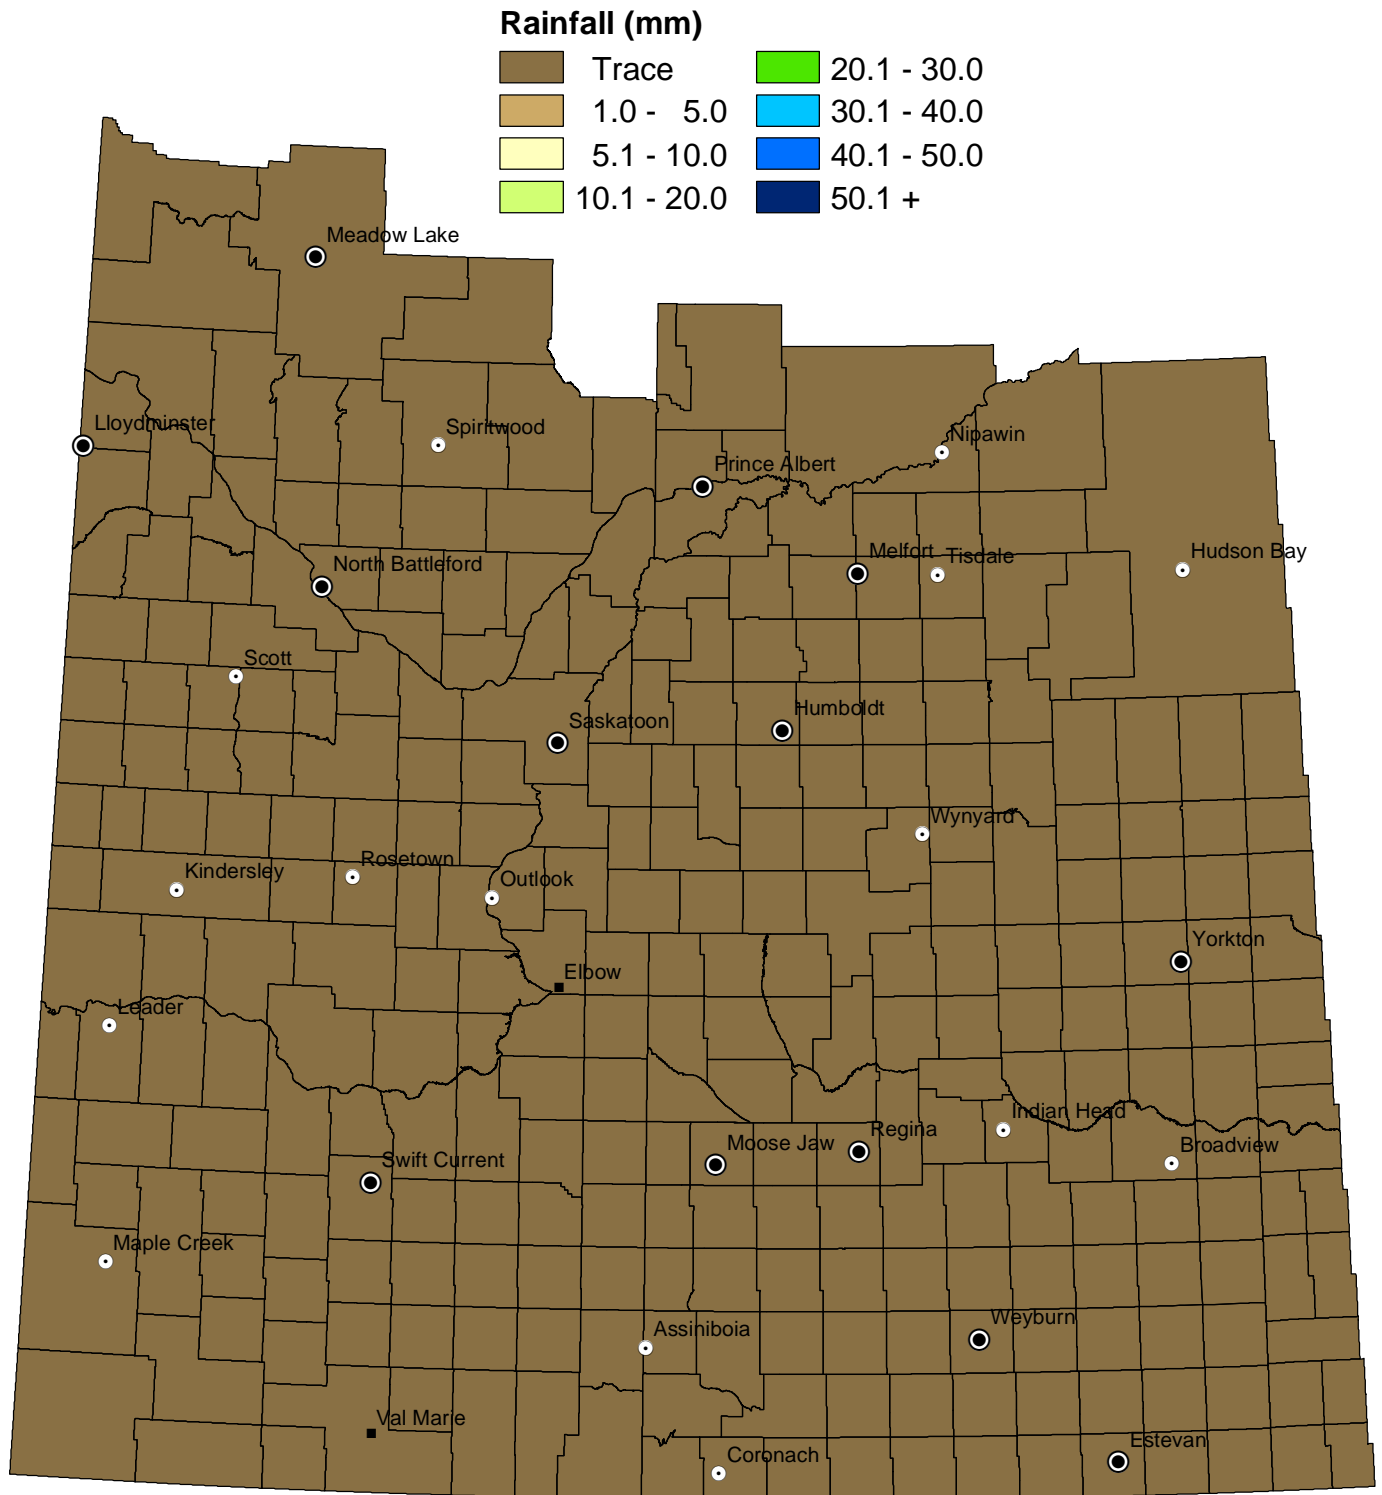 Rainfall (mm)
Trace 20.1 - 30.0
1.0 - 5.0 30.1 - 40.0
5.1 - 10.0 40.1 - 50.0
10.1 - 20.0 50.1 +
Meadow Lake
Lloydminster
Spiritwood
Nipawin
Prince Albert
North Battleford
Melfort
Tisdale
Hudson Bay
Scott
Saskatoon
Humboldt
Wynyard
Kindersley
Rosetown
Outlook
Yorkton
Elbow
Leader
Indian Head
Moose Jaw
Regina
Broadview
Swift Current
Maple Creek
Assiniboia
Weyburn
Val Marie
Coronach
Estevan